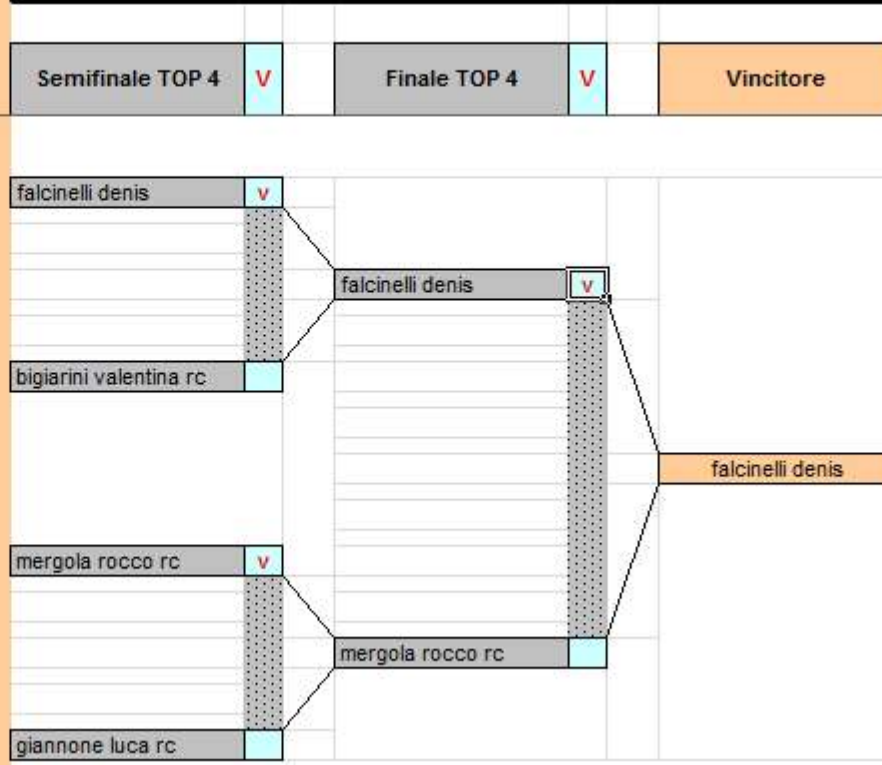 Semifinale TOP 4 V Finale TOP 4 V Vincitore
falcinelli denis v
falcinelli denis v
bigiarini valentina rc
falcinelli denis
mergola rocco rc v
mergola rocco rc
giannone luca rc